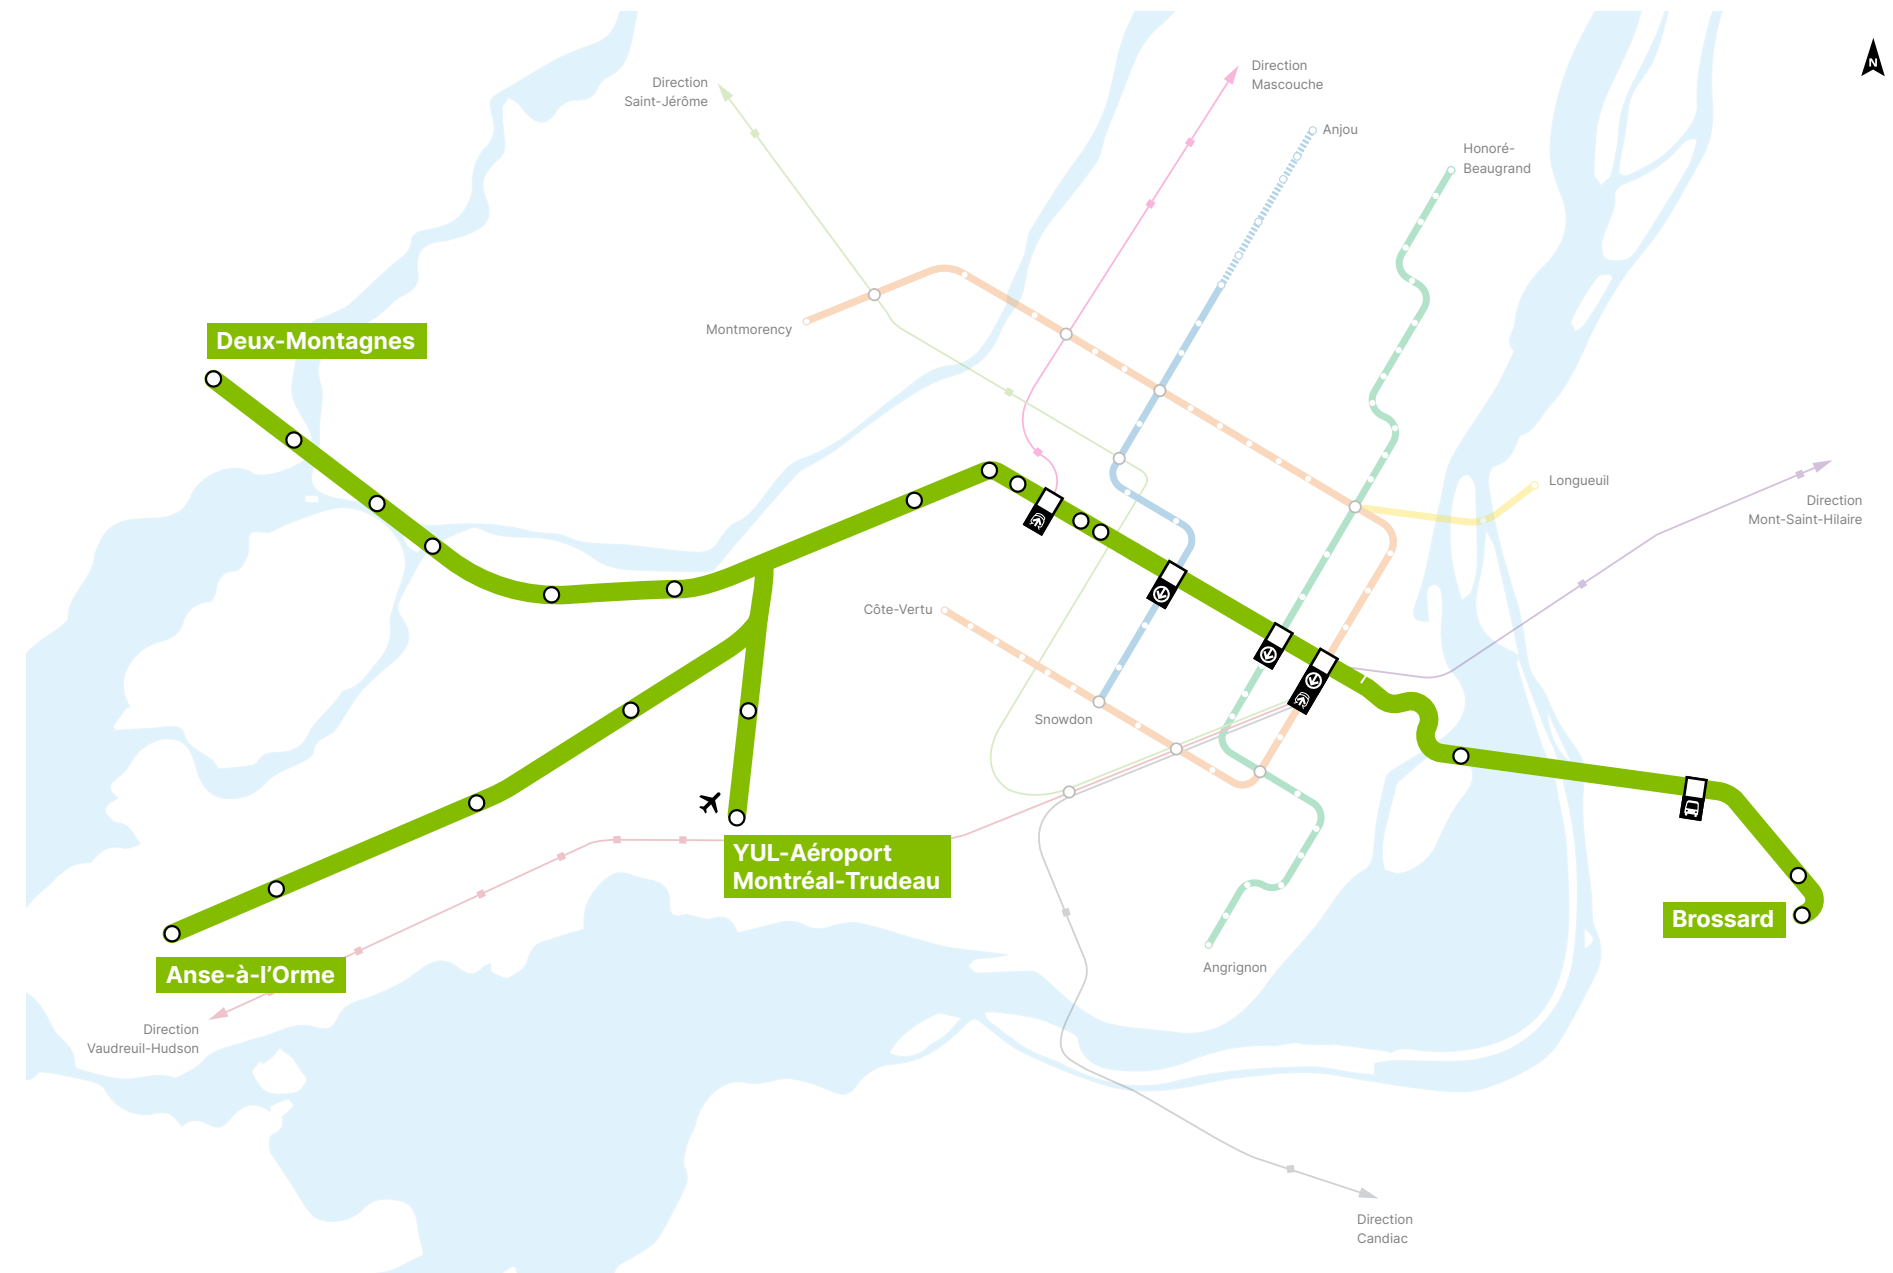 N
Direction
Saint-Jérôme
Direction
Mascouche
Anjou
Honoré-
Beaugrand
Montmorency
Deux-Montagnes
Longueuil
Direction
Mont-Saint-Hilaire
Côte-Vertu
Snowdon
YUL-Aéroport
Montréal-Trudeau
Brossard
Anse-à-l’Orme
Angrignon
Direction
Vaudreuil-Hudson
Direction
Candiac